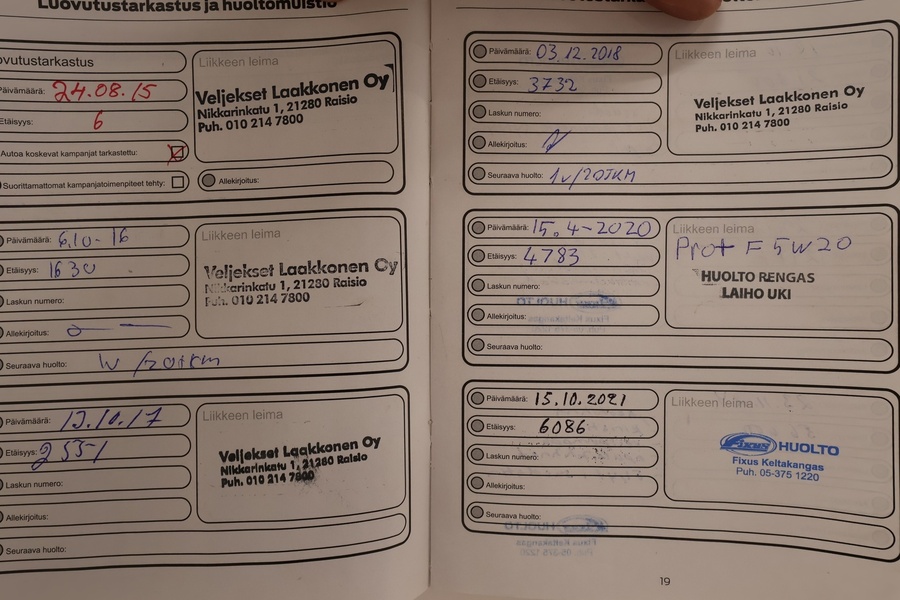 Luovutustarkastus ja huoltomuistio
ovutustarkastus
Päivämäärä: 24.08.15
Etäisyys: 6
Autoa koskevat kampanjat tarkastettu:
Suorittamattomat kampanjatoimenpiteet tehty:
Liikkeen leima
Veljekset Laakkonen Oy
Nikkarinkatu 1, 21280 Raisio
Puh. 010 214 7800
Allekirjoitus:
Päivämäärä: 6.10-16
Etäisyys: 1630
Laskun numero:
Allekirjoitus:
Seuraava huolto: /20TKM
Liikkeen leima
Veljekset Laakkonen Oy
Nikkarinkatu 1, 21280 Raisio
Puh. 010 214 7800
Päivämäärä: 13.10.17
Etäisyys: 2551
Laskun numero:
Allekirjoitus:
Seuraava huolto:
Liikkeen leima
Veljekset Laakkonen Oy
Nikkarinkatu 1, 21280 Raisio
Puh. 010 214 7800
Päivämäärä: 03.12.2018
Etäisyys: 3732
Laskun numero:
Allekirjoitus:
Seuraava huolto: 1v/20TKM
Liikkeen leima
Veljekset Laakkonen Oy
Nikkarinkatu 1, 21280 Raisio
Puh. 010 214 7800
Päivämäärä: 15.4-2020
Etäisyys: 4783
Laskun numero:
Allekirjoitus:
Seuraava huolto:
Liikkeen leima
Prot F 5W20
HUOLTO RENGAS
LAIHO UKI
Päivämäärä: 15.10.2021
Etäisyys: 6086
Laskun numero:
Allekirjoitus:
Seuraava huolto:
Liikkeen leima
Fixus HUOLTO
Fixus Keltakangas
Puh. 05-375 1220
19